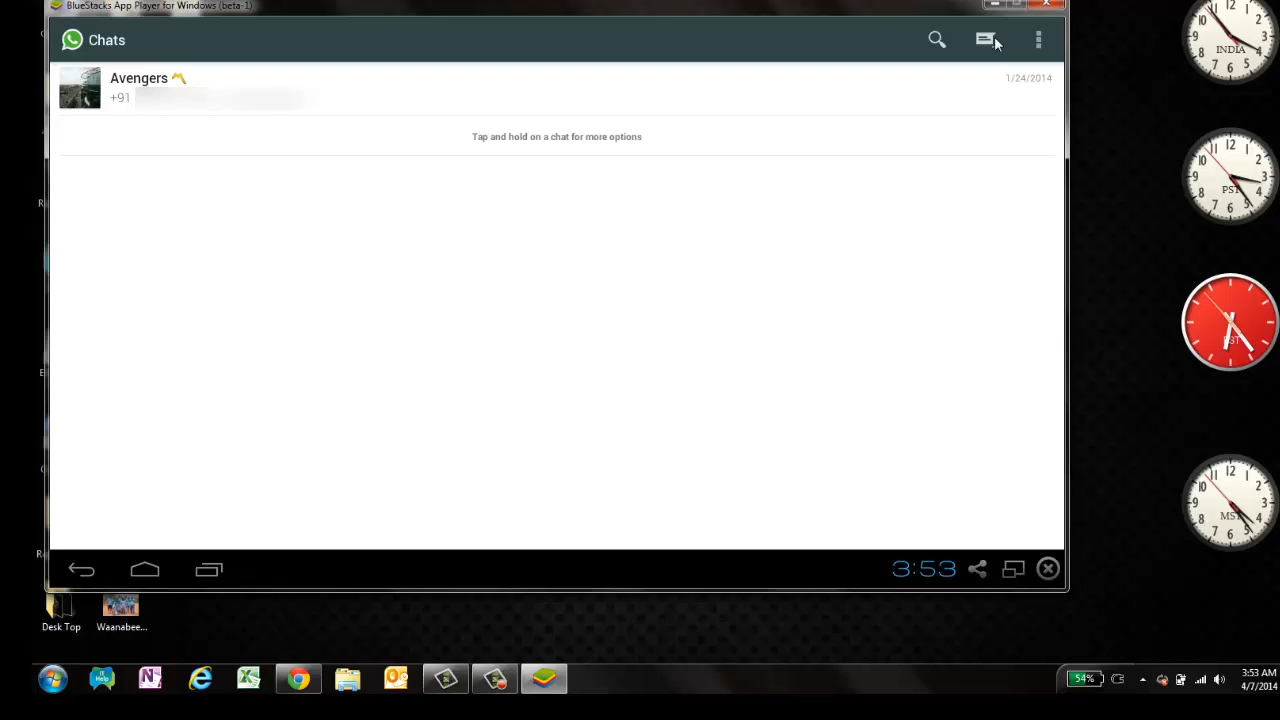 BlueStacks App Player for Windows (beta-1)
Chats
Avengers
1/24/2014
+91
Tap and hold on a chat for more options
3:53
Desk Top
Waanabee...
INDIA
PST
MST
54%
3:53 AM
4/7/2014